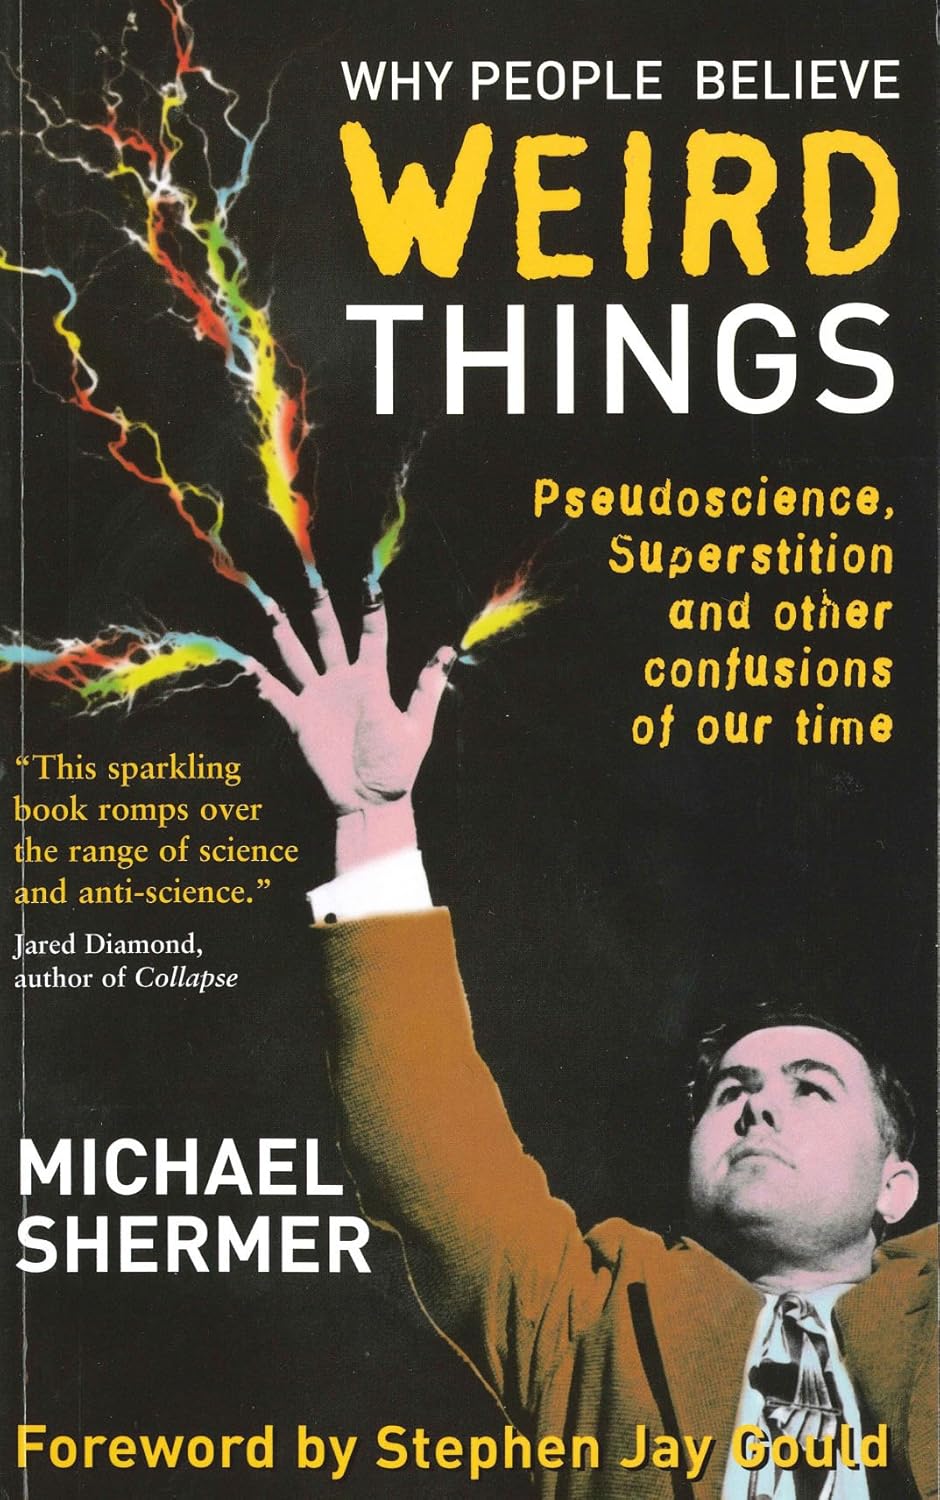 WHY PEOPLE BELIEVE
WEIRD
THINGS
Pseudoscience,
Superstition
and other
confusions
of our time
“This sparkling
book romps over
the range of science
and anti-science.”
Jared Diamond,
author of Collapse
MICHAEL
SHERMER
Foreword by Stephen Jay Gould